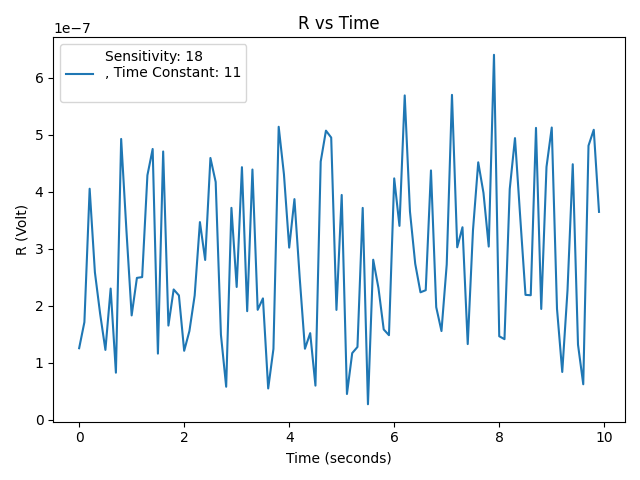 R vs Time
1e−7
Sensitivity: 18
, Time Constant: 11
6
5
4
3
2
1
0
R (Volt)
0 2 4 6 8 10
Time (seconds)